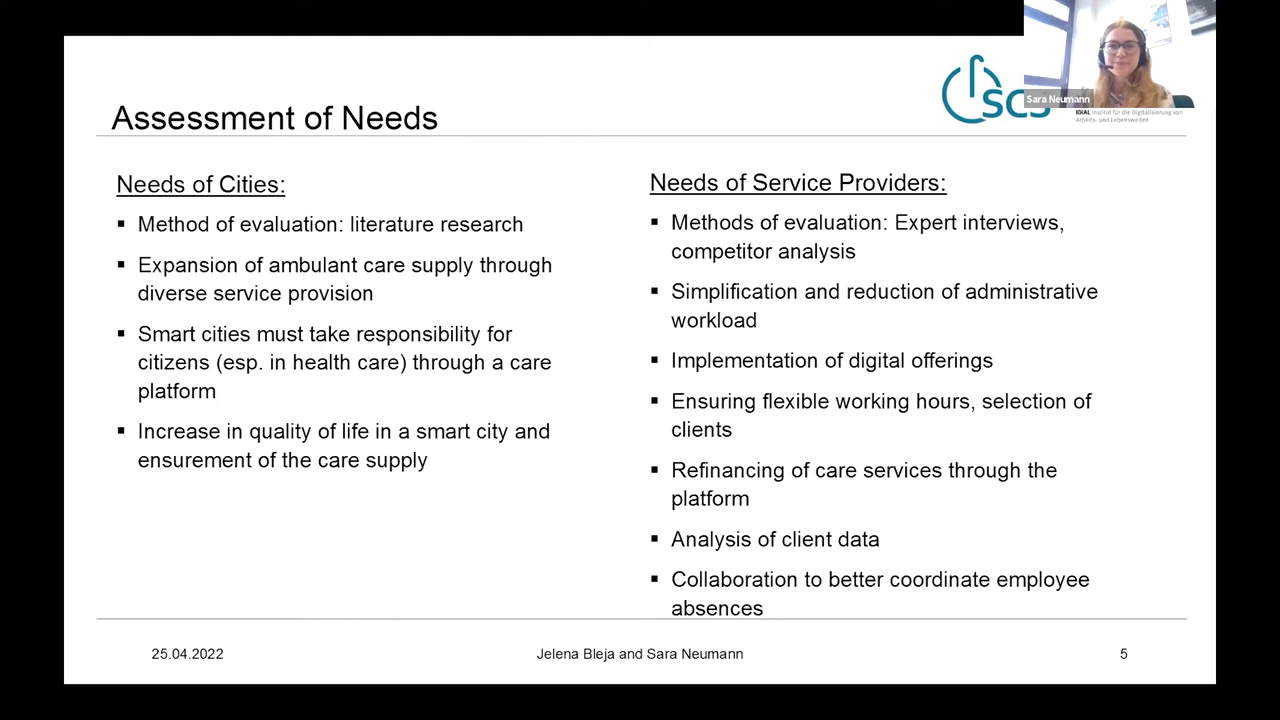 Assessment of Needs
SCS
Sara Neumann
IDiAL Institut für die Digitalisierung von
Arbeits- und Lebenswelten
Needs of Cities:
▪ Method of evaluation: literature research
▪ Expansion of ambulant care supply through
diverse service provision
▪ Smart cities must take responsibility for
citizens (esp. in health care) through a care
platform
▪ Increase in quality of life in a smart city and
ensurement of the care supply
Needs of Service Providers:
▪ Methods of evaluation: Expert interviews,
competitor analysis
▪ Simplification and reduction of administrative
workload
▪ Implementation of digital offerings
▪ Ensuring flexible working hours, selection of
clients
▪ Refinancing of care services through the
platform
▪ Analysis of client data
▪ Collaboration to better coordinate employee
absences
25.04.2022
Jelena Bleja and Sara Neumann
5